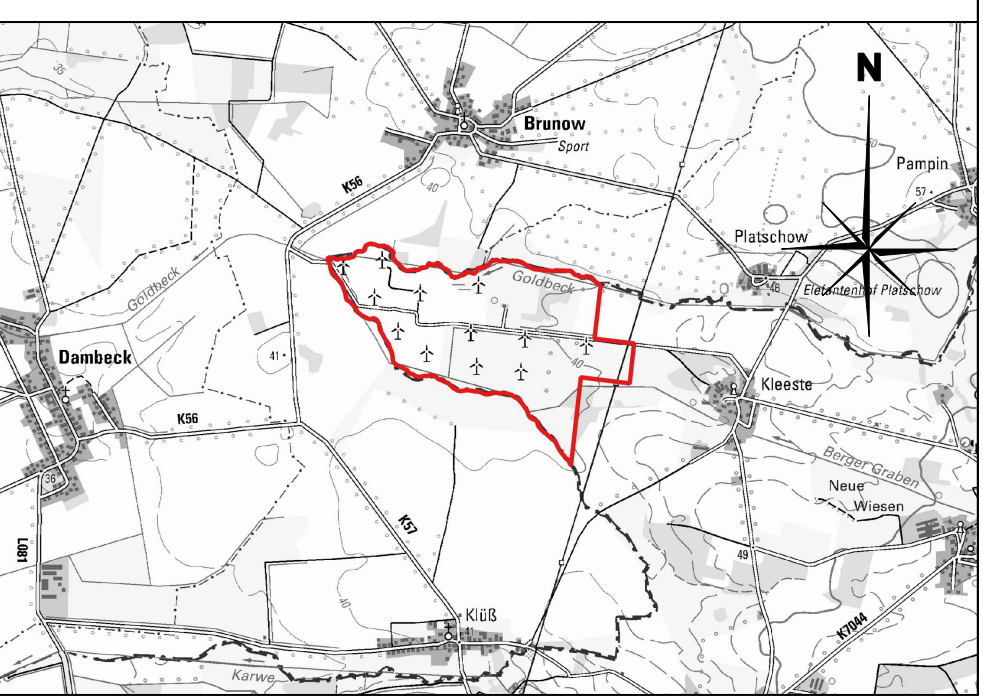 35
N
Brunow
Sport
K56
40
50
Pampin
57
Platschow
46
Elefantenhof Platschow
Goldbeck
Goldbeck
Dambeck
41
40
Kleeste
K56
Berger Graben
Neue
Wiesen
36
K57
L081
49
40
Klüß
41
K7044
Karwe